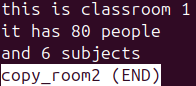 this is classroom 1
it has 80 people
and 6 subjects
copy_room2 (END)